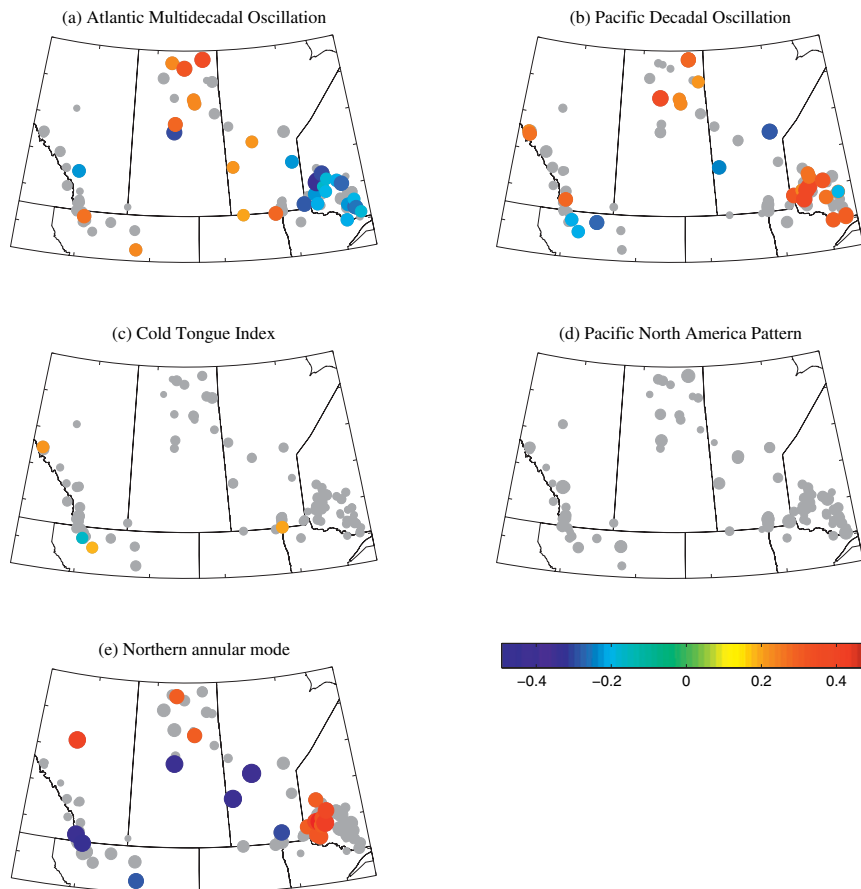 (a) Atlantic Multidecadal Oscillation
(b) Pacific Decadal Oscillation
(c) Cold Tongue Index
(d) Pacific North America Pattern
(e) Northern annular mode
−0.4 −0.2 0 0.2 0.4